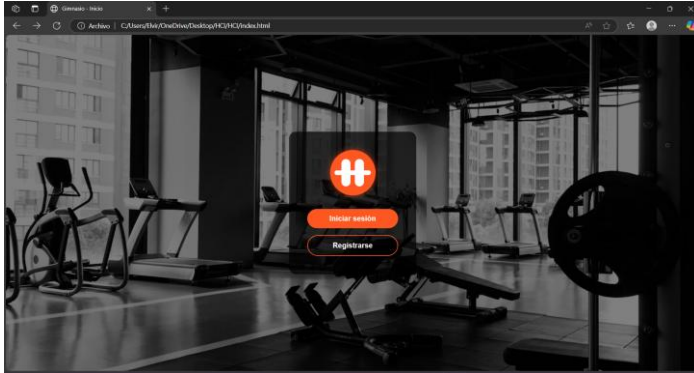 Gimnasio - Inicio
Archivo | C:/Users/Elvir/OneDrive/Desktop/HCI/HCI/index.html
Iniciar sesión
Registrarse